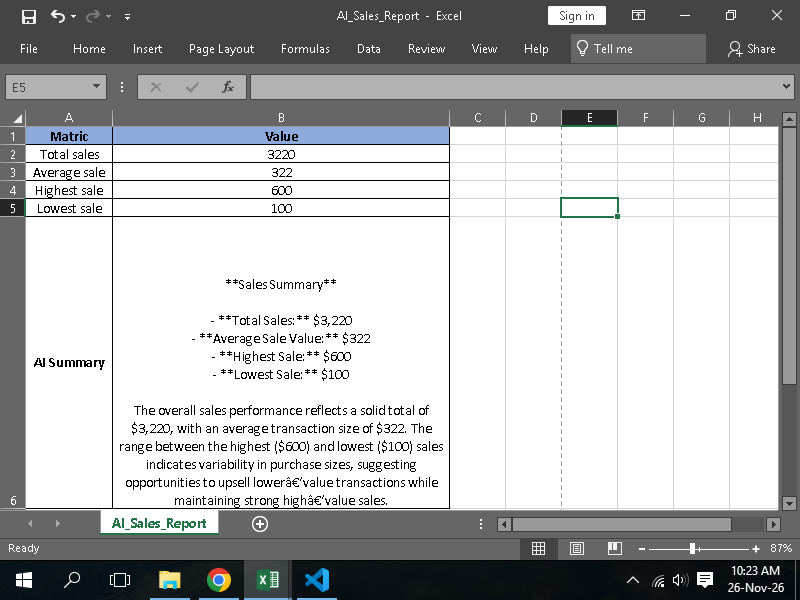 AI_Sales_Report - Excel
Sign in
File Home Insert Page Layout Formulas Data Review View Help Tell me Share
E5 fx
A B C D E F G H
1 Matric Value
2 Total sales 3220
3 Average sale 322
4 Highest sale 600
5 Lowest sale 100
**Sales Summary**
- **Total Sales:** $3,220
- **Average Sale Value:** $322
- **Highest Sale:** $600
- **Lowest Sale:** $100
AI Summary
The overall sales performance reflects a solid total of
$3,220, with an average transaction size of $322. The
range between the highest ($600) and lowest ($100) sales
indicates variability in purchase sizes, suggesting
opportunities to upsell lowerâ€‘value transactions while
6 maintaining strong highâ€‘value sales.
AI_Sales_Report
Ready 87%
10:23 AM
26-Nov-26